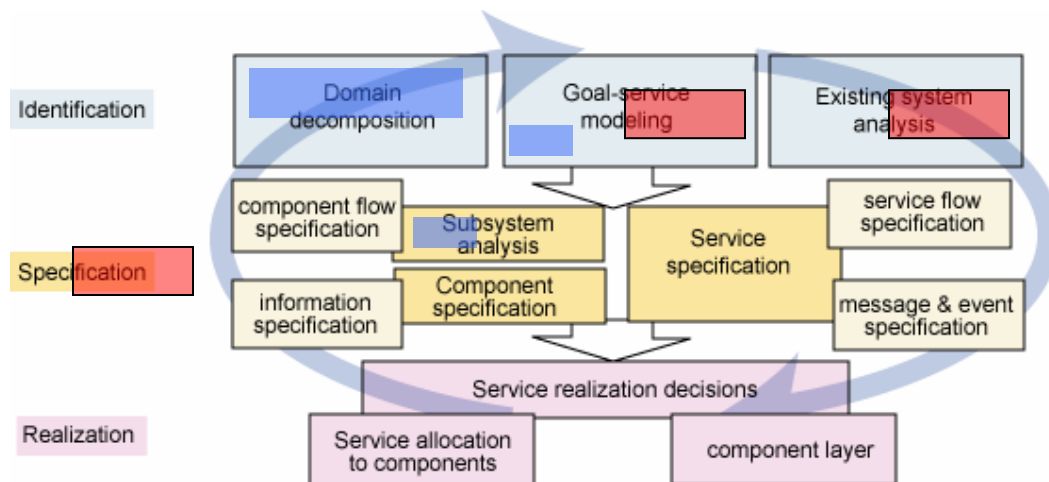 Identification
Domain
decomposition
Goal-service
modeling
Existing system
analysis
component flow
specification
Subsystem
analysis
Service
specification
service flow
specification
Specification
information
specification
Component
specification
message & event
specification
Service realization decisions
Realization
Service allocation
to components
component layer